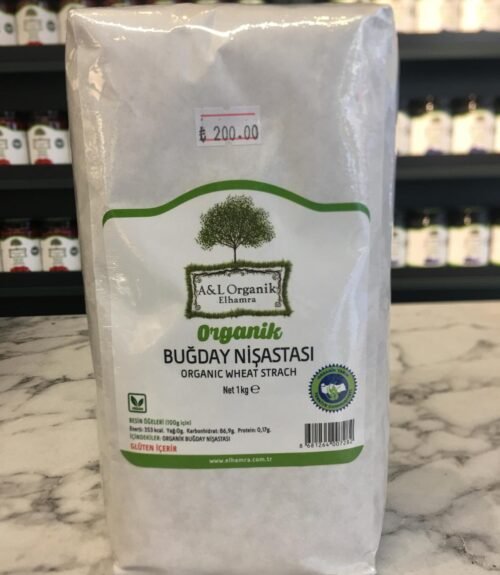 ₺ 200.00
A&L Organik
Elhamra
Organik
BUĞDAY NİŞASTASI
ORGANIC WHEAT STRACH
Net 1kg ℮
VEGAN
BESİN ÖĞELERİ (100g için)
Enerji: 353 kcal. Yağ:0g. Karbonhidrat: 86,9g. Protein: 0,17g.
İÇİNDEKİLER: ORGANİK BUĞDAY NİŞASTASI
GLÜTEN İÇERİR
www.elhamra.com.tr